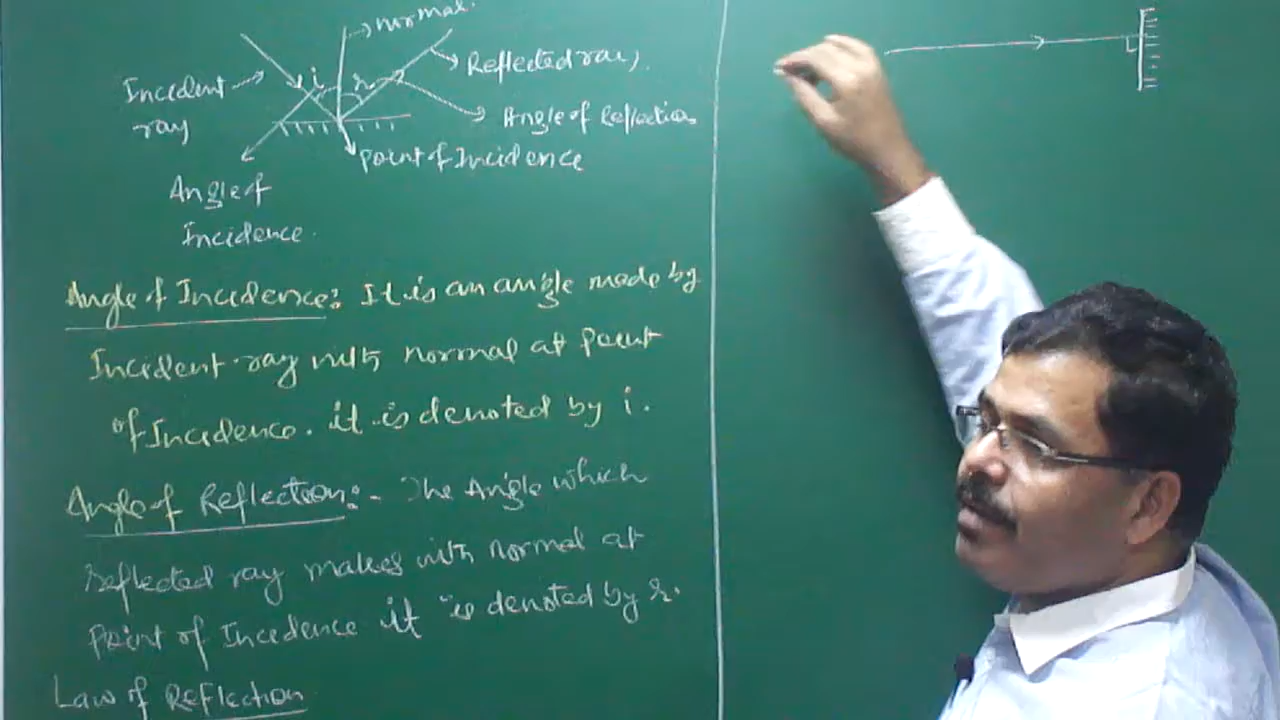 normal.
Incident
ray
i
r
Reflected ray.
Angle of Reflection
Point of Incidence
Angle of
Incidence.
Angle of Incidence: It is an angle made by
Incident ray with normal at point
of Incidence. it is denoted by i.
Angle of Reflection:- The Angle which
Reflected ray makes with normal at
Point of Incidence it is denoted by r.
Law of Reflection